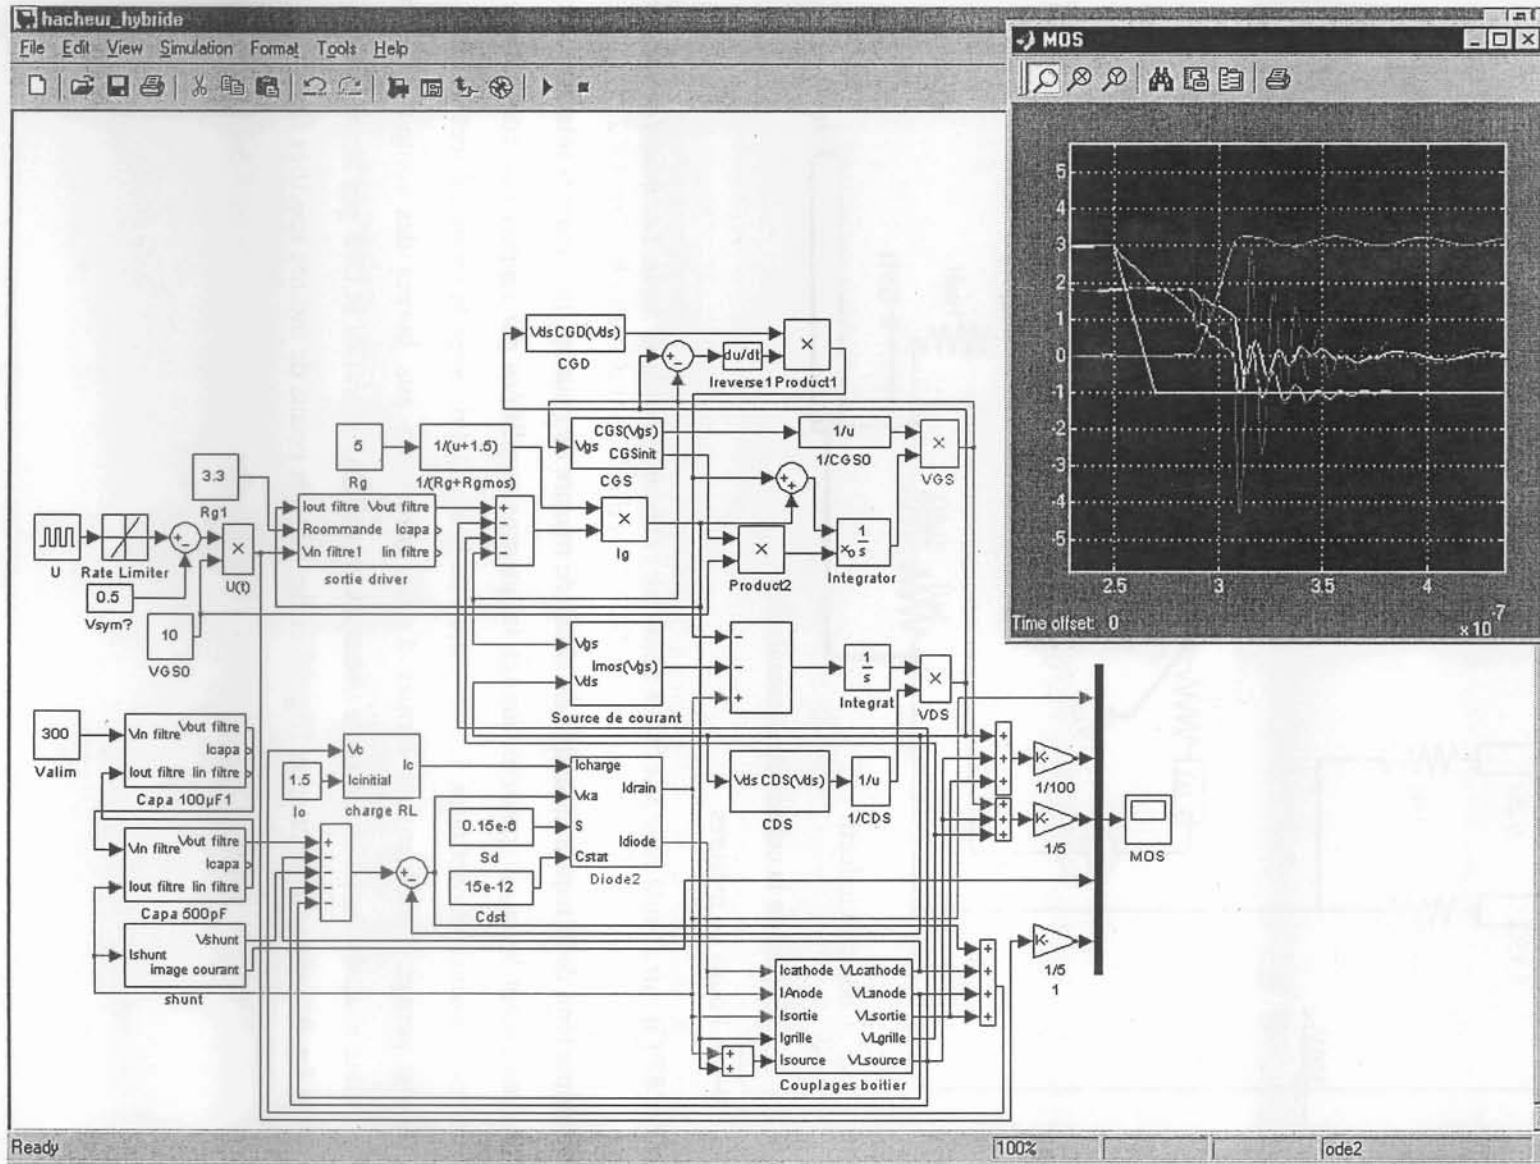 hacheur_hybride
File Edit View Simulation Format Tools Help
MOS
5
4
3
2
1
0
-1
-2
-3
-4
-5
2.5 3 3.5 4
Time offset: 0
x 10^-7
Vds CGD(Vds)
CGD
+
-
du/dt
Ireverse1
×
Product1
5
Rg
1/(u+1.5)
1/(Rg+Rgmos)
Vgs
CGS(Vgs)
CGSinit
CGS
1/u
1/CGS0
×
VGS
3.3
Rg1
U
Rate Limiter
+
-
0.5
Vsym?
10
VGS0
×
U(t)
Iout filtre
Rcommande
Vin filtre1
Vout filtre
Icapa
Iin filtre
sortie driver
+
-
-
-
×
Ig
+
+
×
Product2
xo 1/s
Integrator
Vgs
Vds
Imos(Vgs)
Source de courant
-
-
+
1/s
Integrat
×
VDS
Vds CDS(Vds)
CDS
1/u
1/CDS
300
Valim
Vin filtre
Iout filtre
Vout filtre
Icapa
Iin filtre
Capa 100µF1
1.5
Io
Vc
Icinitial
Ic
charge RL
Icharge
Vka
S
Cstat
Idrain
Idiode
Diode2
0.15e-6
Sd
15e-12
Cdst
Vin filtre
Iout filtre
Vout filtre
Icapa
Iin filtre
Capa 500pF
+
-
-
-
-
+
-
Ishunt
Vshunt
image courant
shunt
Icathode
IAnode
Isortie
Igrille
Isource
VLcathode
VLanode
VLsortie
VLgrille
VLsource
Couplages boitier
+
+
+
+
+
+
+
+
+
+
+
+
K-
1/100
K-
1/5
K-
1/5
1
MOS
Ready
100%
ode2